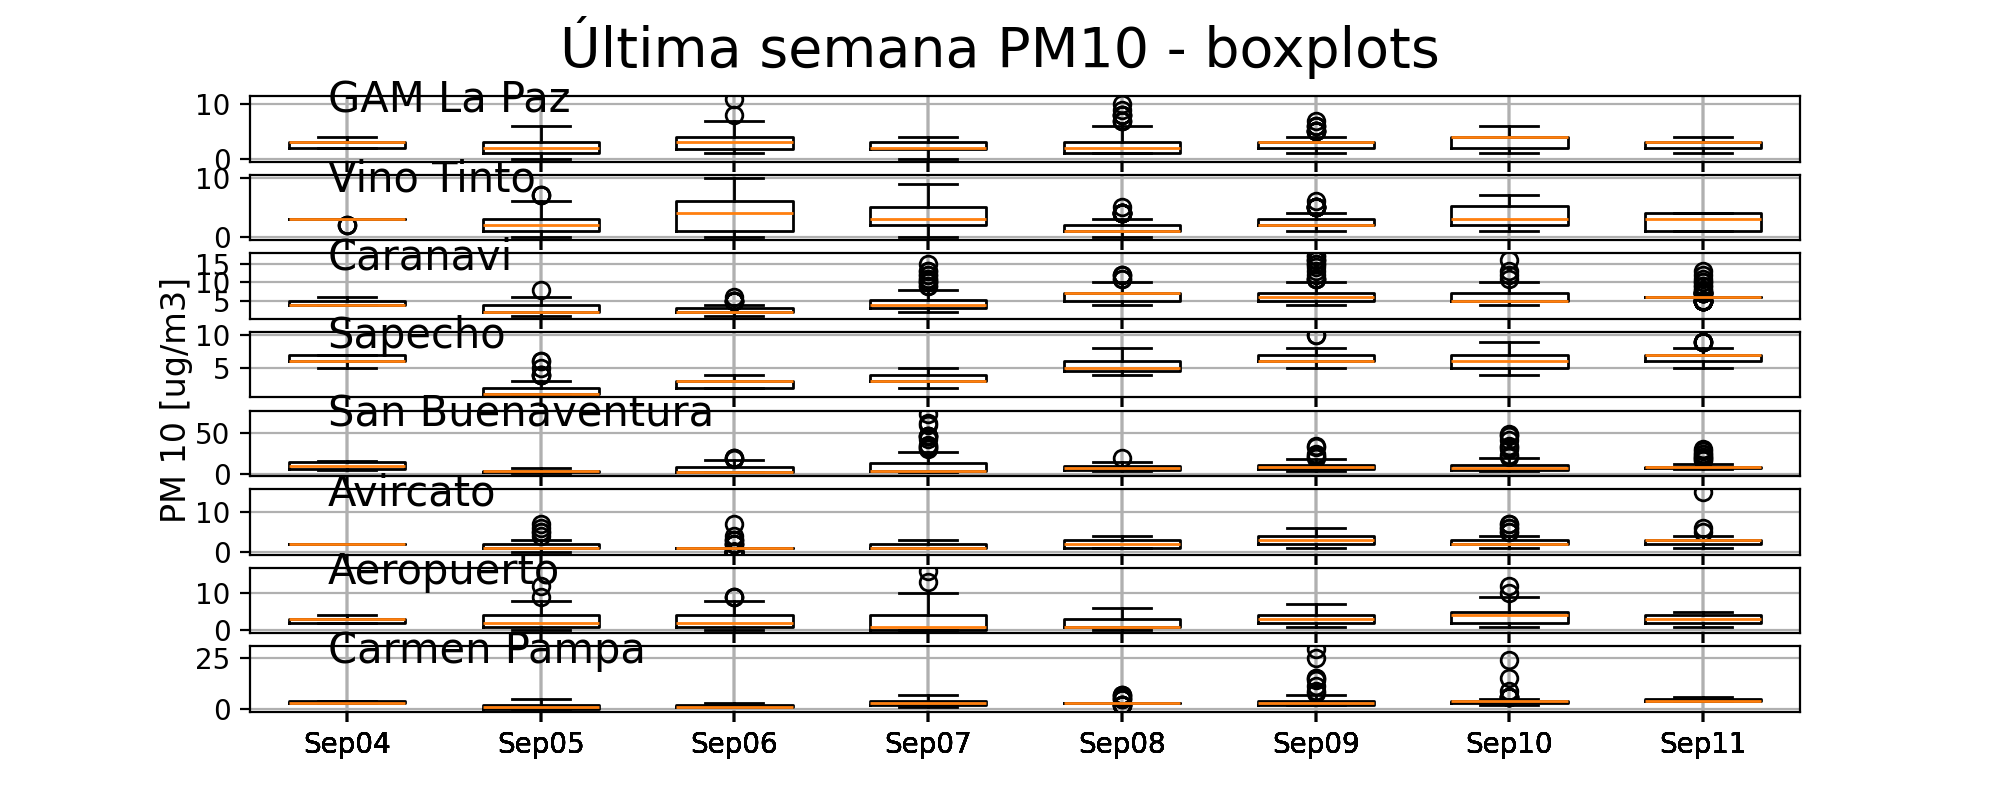 Última semana PM10 - boxplots
GAM La Paz
10
0
Vino Tinto
10
0
Caranavi
15
10
5
Sapecho
10
5
PM 10 [ug/m3]
San Buenaventura
50
0
Avircato
10
0
Aeropuerto
10
0
Carmen Pampa
25
0
Sep04 Sep05 Sep06 Sep07 Sep08 Sep09 Sep10 Sep11